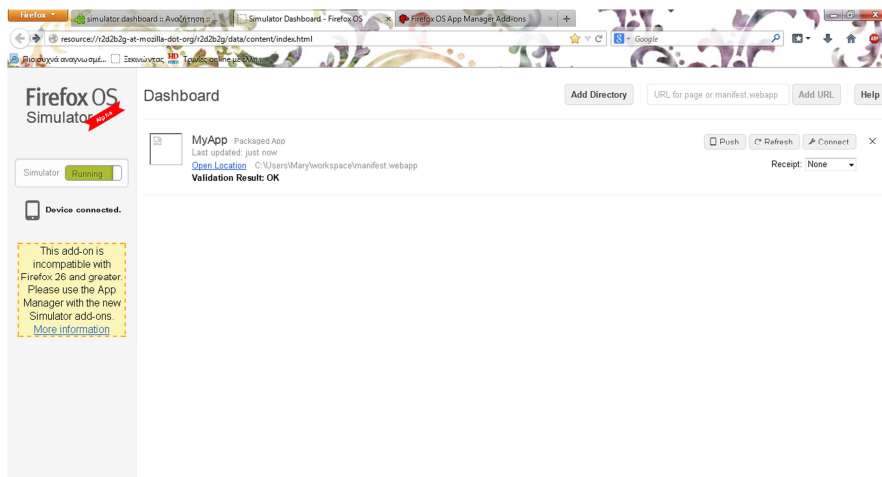 Firefox
simulator dashboard :: Αναζήτηση :: ...
Simulator Dashboard - Firefox OS
Firefox OS App Manager Add-ons
resource://r2d2b2g-at-mozilla-dot-org/r2d2b2g/data/content/index.html
Google
Πιο συχνά αναγνωσμέ...
Ξεκινώντας
Ταινίες online με
Firefox OS
Simulator
Alpha
Dashboard
Add Directory
URL for page or manifest.webapp
Add URL
Help
MyApp Packaged App
Last updated: just now
Open Location C:\Users\Mary\workspace\manifest.webapp
Validation Result: OK
Push
Refresh
Connect
Receipt: None
Simulator Running
Device connected.
This add-on is
incompatible with
Firefox 26 and greater.
Please use the App
Manager with the new
Simulator add-ons.
More information